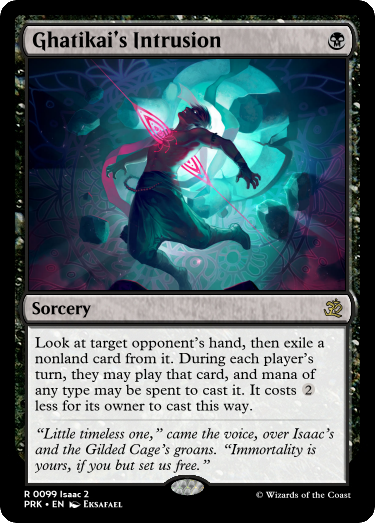 Ghatikai's Intrusion
Sorcery
Look at target opponent's hand, then exile a
nonland card from it. During each player's
turn, they may play that card, and mana of
any type may be spent to cast it. It costs 2
less for its owner to cast this way.
“Little timeless one,” came the voice, over Isaac's
and the Gilded Cage's groans. “Immortality is
yours, if you but set us free.”
R 0099 Isaac 2
PRK • EN Eksafael
© Wizards of the Coast